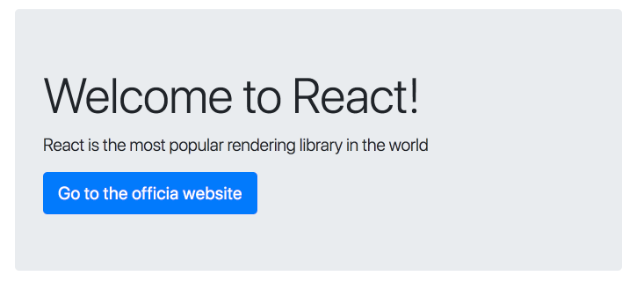 Welcome to React!
React is the most popular rendering library in the world
Go to the officia website